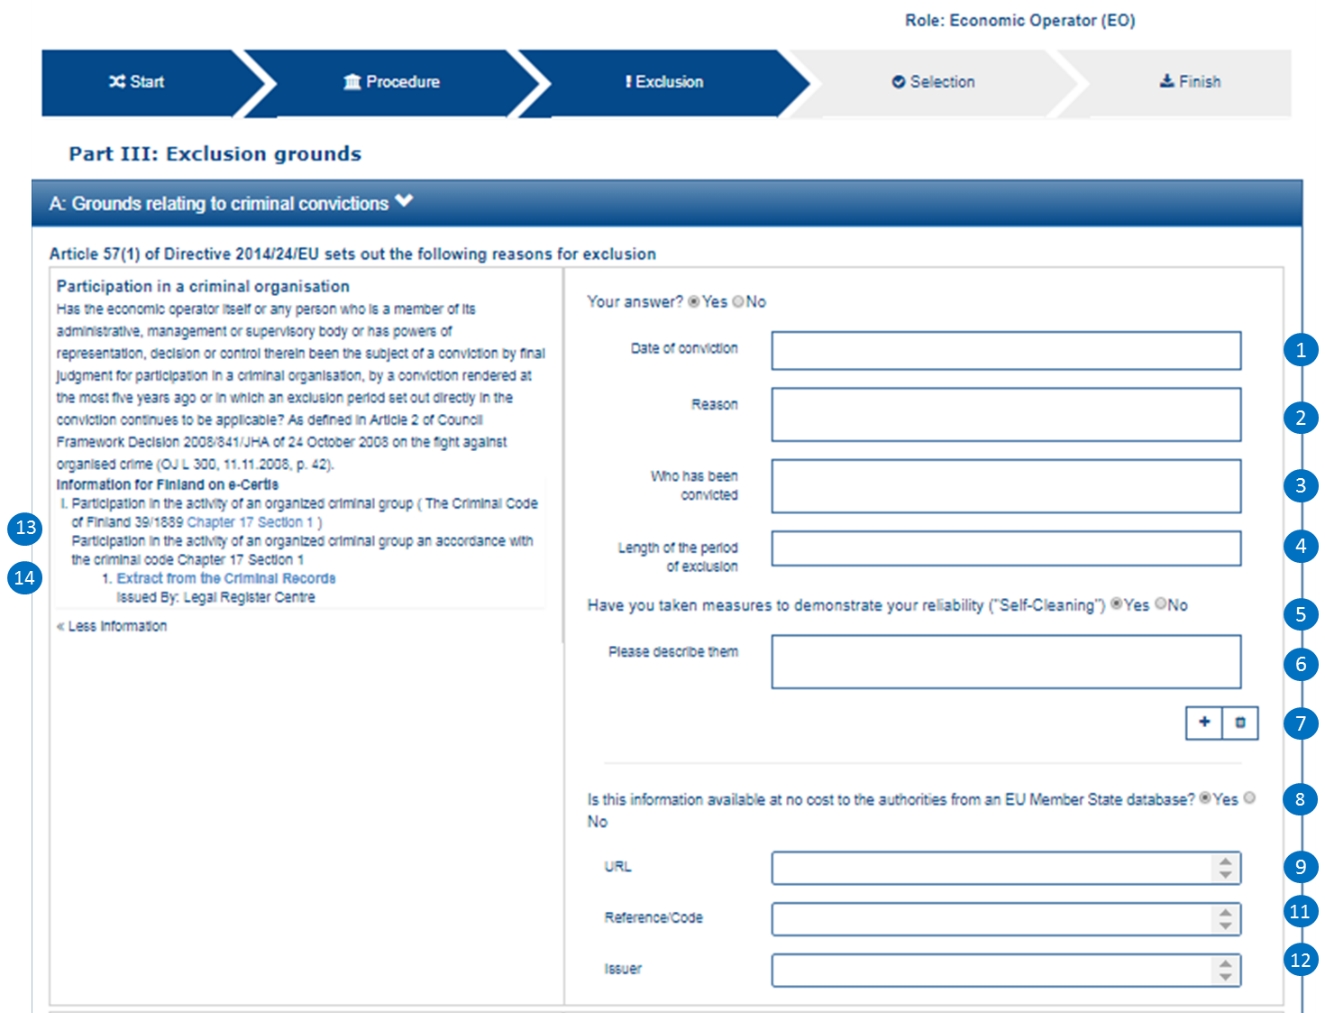 Role: Economic Operator (EO)
Start
Procedure
Exclusion
Selection
Finish
Part III: Exclusion grounds
A: Grounds relating to criminal convictions
Article 57(1) of Directive 2014/24/EU sets out the following reasons for exclusion
Participation in a criminal organisation
Has the economic operator itself or any person who is a member of its
administrative, management or supervisory body or has powers of
representation, decision or control therein been the subject of a conviction by final
judgment for participation in a criminal organisation, by a conviction rendered at
the most five years ago or in which an exclusion period set out directly in the
conviction continues to be applicable? As defined in Article 2 of Council
Framework Decision 2008/841/JHA of 24 October 2008 on the fight against
organised crime (OJ L 300, 11.11.2008, p. 42).
Information for Finland on e-Certis
I. Participation in the activity of an organized criminal group ( The Criminal Code
of Finland 39/1889 Chapter 17 Section 1 )
13
Participation in the activity of an organized criminal group an accordance with
the criminal code Chapter 17 Section 1
14
1. Extract from the Criminal Records
Issued By: Legal Register Centre
« Less Information
Your answer? Yes No
Date of conviction
1
Reason
2
Who has been
convicted
3
Length of the period
of exclusion
4
Have you taken measures to demonstrate your reliability ("Self-Cleaning") Yes No
5
Please describe them
6
+
7
Is this information available at no cost to the authorities from an EU Member State database? Yes
No
8
URL
9
Reference/Code
11
Issuer
12